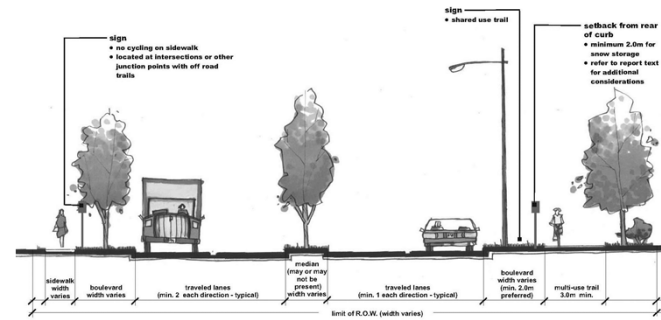 sign
• no cycling on sidewalk
• located at intersections or other
junction points with off road
trails
sign
• shared use trail
setback from rear
of curb
• minimum 2.0m for
snow storage
• refer to report text
for additional
considerations
sidewalk
width
varies
boulevard
width varies
traveled lanes
(min. 2 each direction - typical)
median
(may or may
not be
present)
width varies
traveled lanes
(min. 1 each direction - typical)
boulevard
width varies
(min. 2.0m
preferred)
multi-use trail
3.0m min.
limit of R.O.W. (width varies)